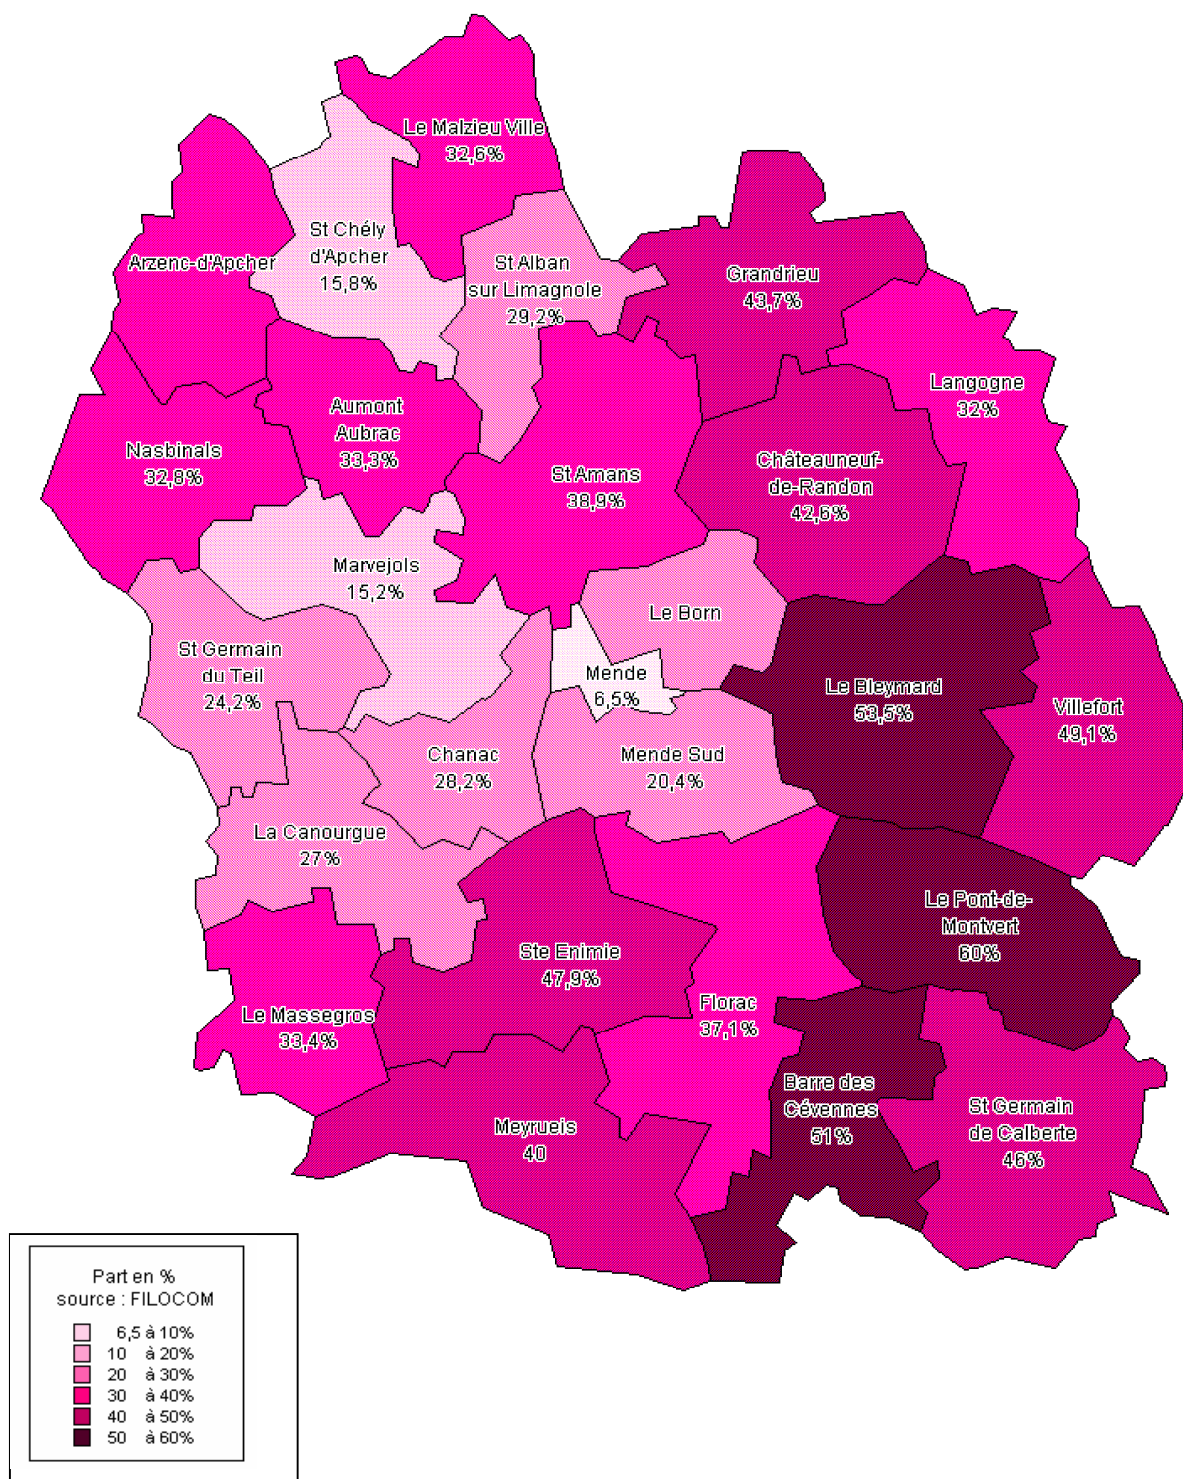 Le Malzieu Ville
32,6%
St Chély
d'Apcher
15,8%
Arzenc-d'Apcher
St Alban
sur Limagnole
29,2%
Grandrieu
43,7%
Langogne
32%
Aumont
Aubrac
33,3%
Nasbinals
32,8%
St Amans
38,9%
Châteauneuf-
de-Randon
42,6%
Marvejols
15,2%
Le Born
St Germain
du Teil
24,2%
Mende
6,5%
Le Bleymard
53,5%
Villefort
49,1%
Chanac
28,2%
Mende Sud
20,4%
La Canourgue
27%
Le Pont-de-
Montvert
60%
Ste Enimie
47,9%
Florac
37,1%
Le Massegros
33,4%
Barre des
Cévennes
51%
St Germain
de Calberte
46%
Meyrueis
40
Part en %
source : FILOCOM
6,5 à 10%
10 à 20%
20 à 30%
30 à 40%
40 à 50%
50 à 60%